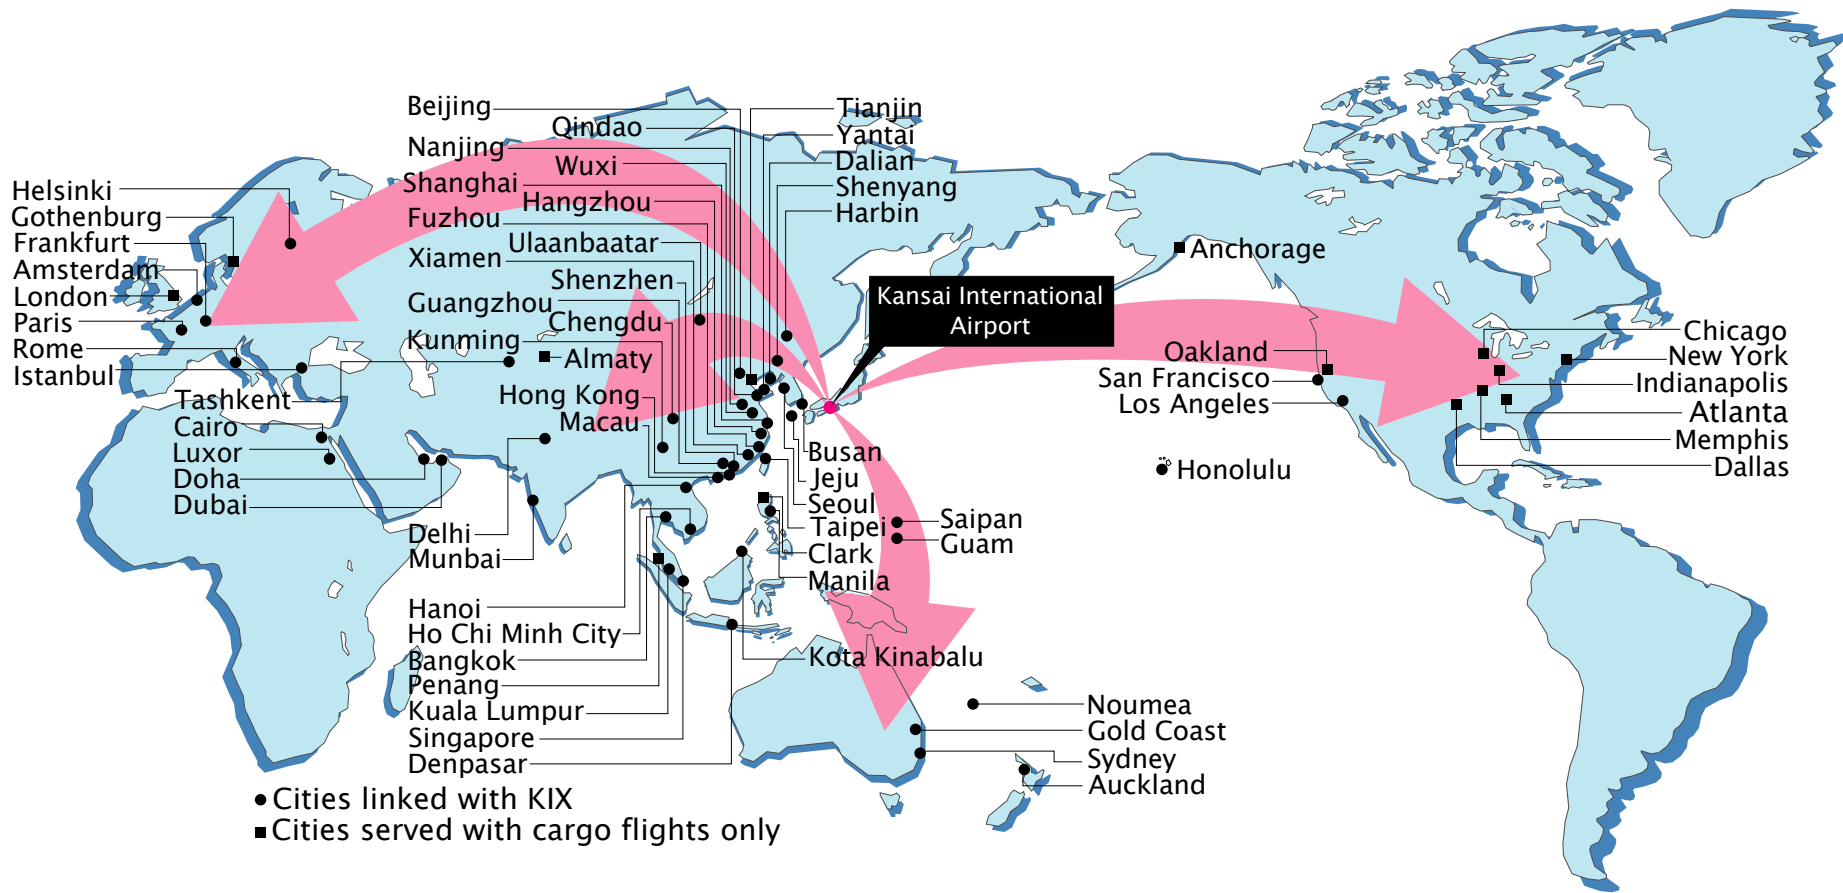 Beijing
Qindao
Nanjing
Wuxi
Shanghai
Hangzhou
Fuzhou
Ulaanbaatar
Xiamen
Shenzhen
Guangzhou
Chengdu
Kunming
Almaty
Hong Kong
Macau
Tianjin
Yantai
Dalian
Shenyang
Harbin
Helsinki
Gothenburg
Frankfurt
Amsterdam
London
Paris
Rome
Istanbul
Tashkent
Cairo
Luxor
Doha
Dubai
Delhi
Munbai
Hanoi
Ho Chi Minh City
Bangkok
Penang
Kuala Lumpur
Singapore
Denpasar
Kansai International
Airport
Busan
Jeju
Seoul
Taipei
Clark
Manila
Kota Kinabalu
Saipan
Guam
Noumea
Gold Coast
Sydney
Auckland
Anchorage
Oakland
San Francisco
Los Angeles
Honolulu
Chicago
New York
Indianapolis
Atlanta
Memphis
Dallas
Cities linked with KIX
Cities served with cargo flights only